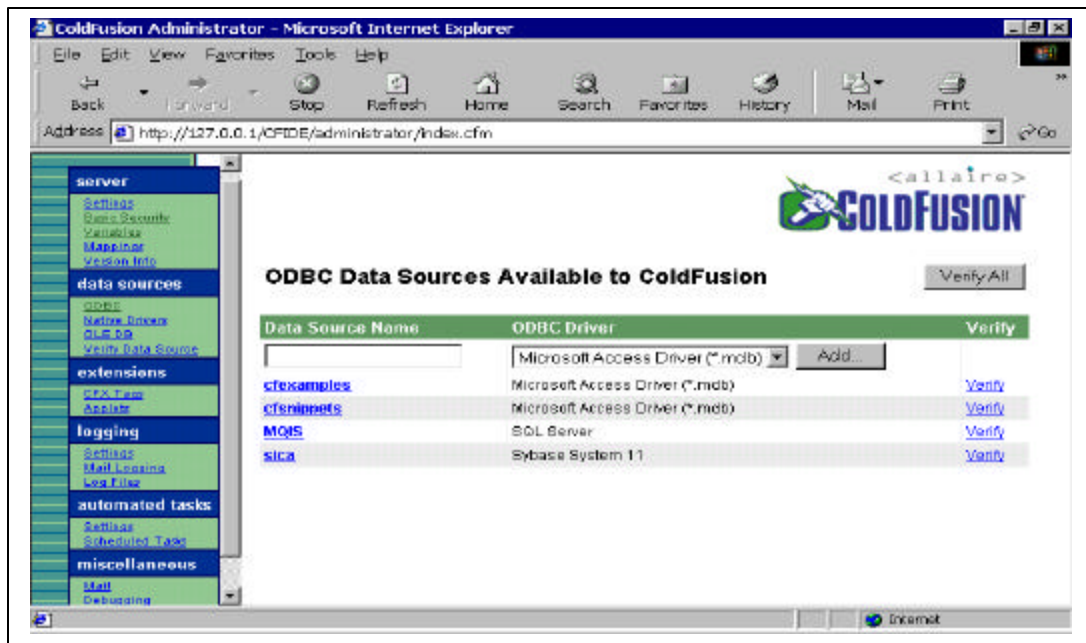 ColdFusion Administrator - Microsoft Internet Explorer
File Edit View Favorites Tools Help
Back Forward Stop Refresh Home Search Favorites History Mail Print
Address http://127.0.0.1/CFIDE/administrator/index.cfm Go
server
Settings
Basic Security
Variables
Mappings
Version Info
data sources
ODBC
Native Drivers
OLE DB
Verify Data Source
extensions
CFX Tags
Applets
logging
Settings
Mail Logging
Log Files
automated tasks
Settings
Scheduled Tasks
miscellaneous
Mail
Debugging
<allaire>
COLDFUSION
ODBC Data Sources Available to ColdFusion
Verify All
Data Source Name ODBC Driver Verify
Microsoft Access Driver (*.mdb) Add...
cfexamples Microsoft Access Driver (*.mdb) Verify
cfsnippets Microsoft Access Driver (*.mdb) Verify
MQIS SQL Server Verify
sica Sybase System 11 Verify
Internet